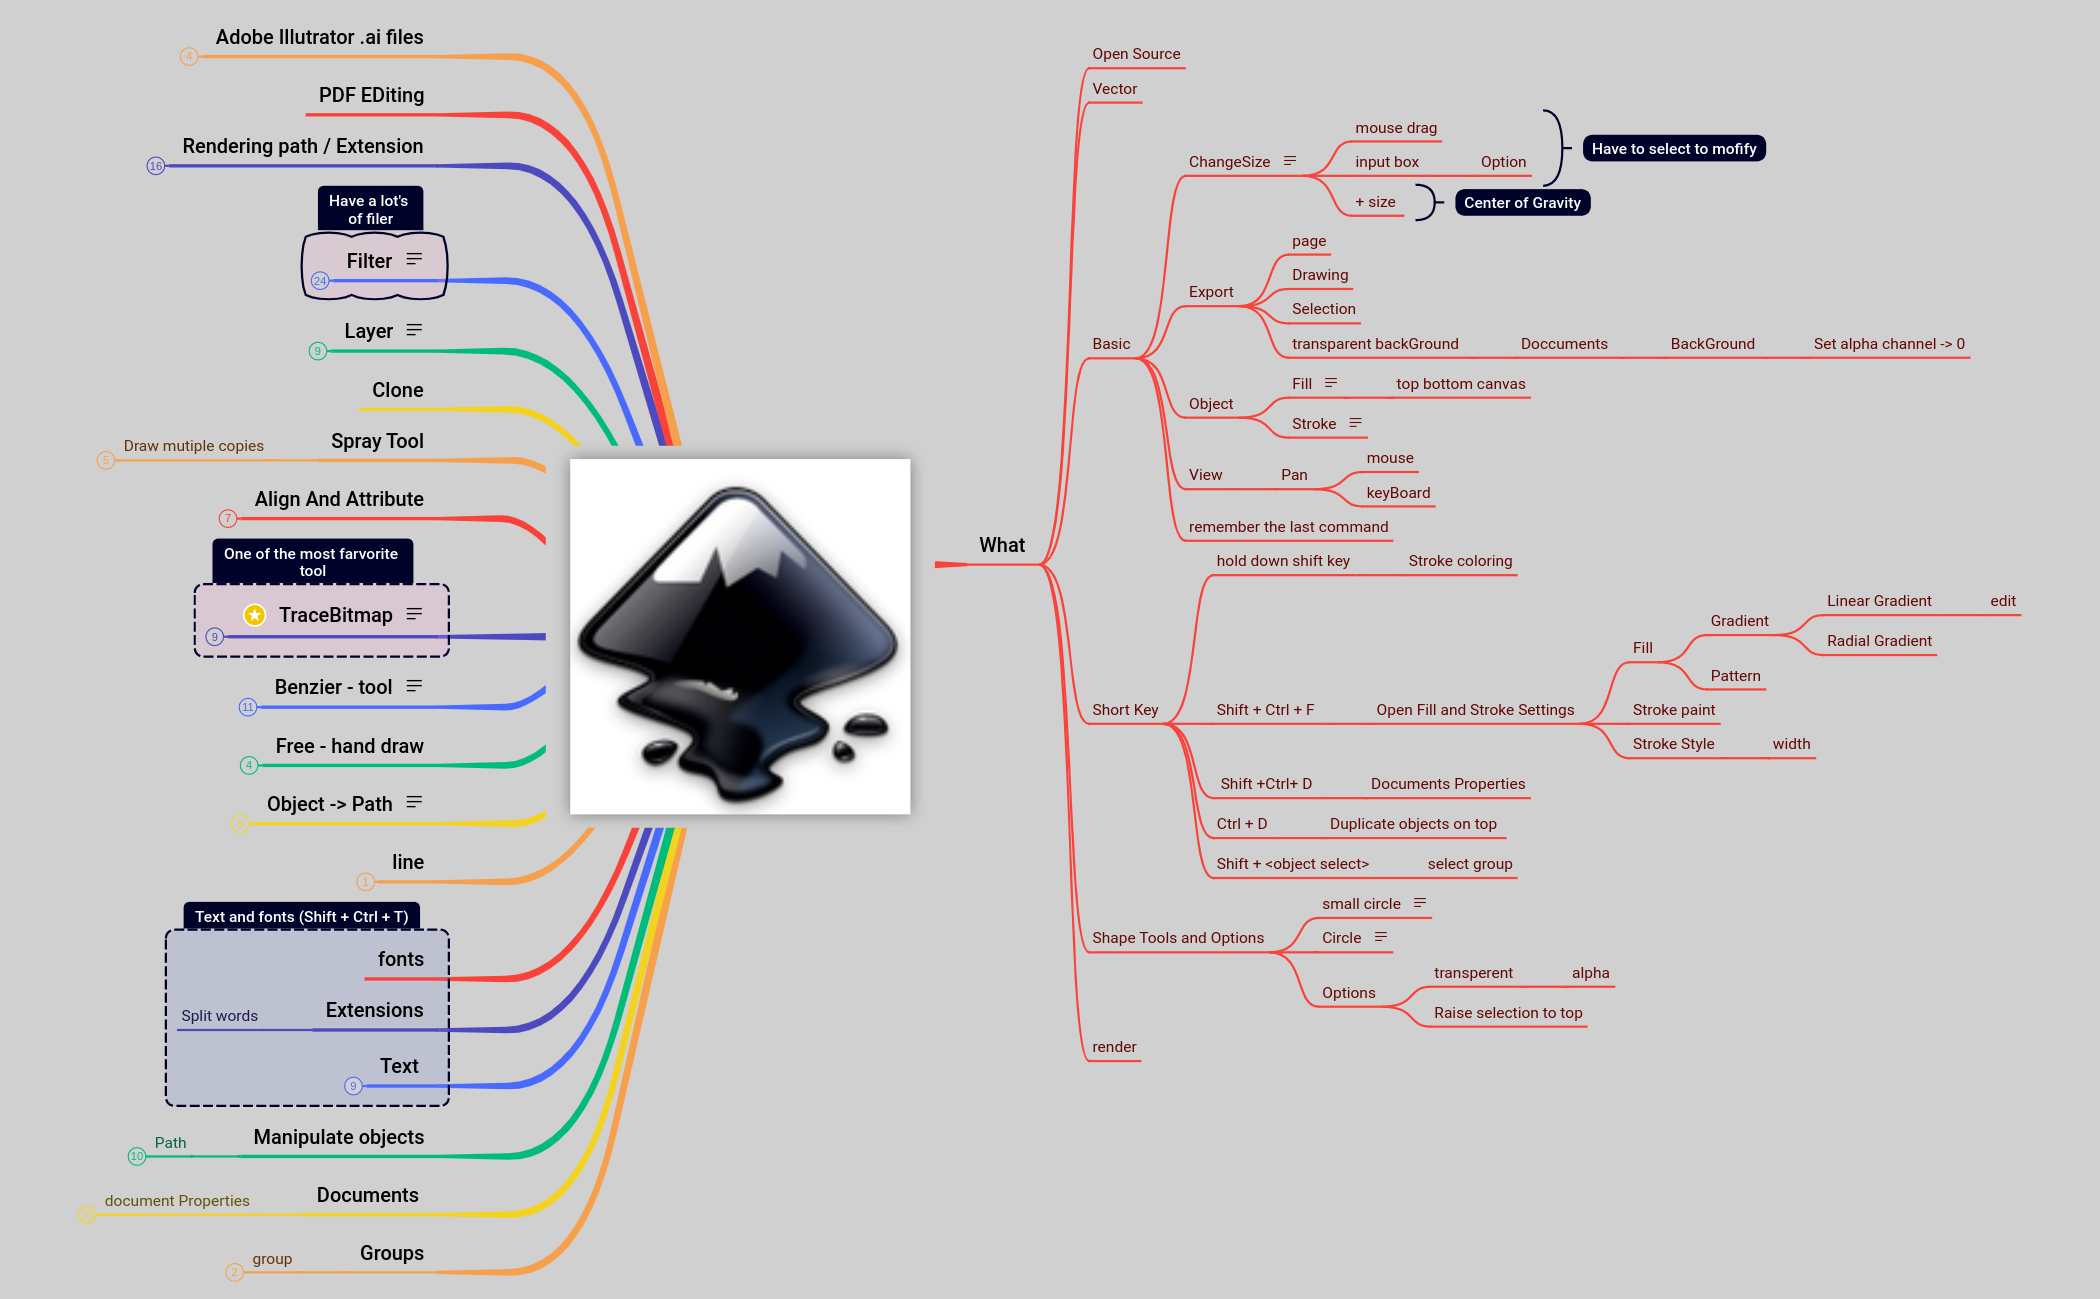 Adobe Illutrator .ai files
4
PDF EDiting
Rendering path / Extension
16
Have a lot's
of filer
Filter
24
Layer
9
Clone
Spray Tool
Draw mutiple copies
5
Align And Attribute
7
One of the most farvorite
tool
TraceBitmap
9
Benzier - tool
11
Free - hand draw
4
Object -> Path
line
1
Text and fonts (Shift + Ctrl + T)
fonts
Extensions
Split words
Text
9
Manipulate objects
Path
10
Documents
document Properties
Groups
group
2
What
Open Source
Vector
Basic
ChangeSize
mouse drag
input box
Option
Have to select to mofify
+ size
Center of Gravity
Export
page
Drawing
Selection
transparent backGround
Doccuments
BackGround
Set alpha channel -> 0
Object
Fill
top bottom canvas
Stroke
View
Pan
mouse
keyBoard
remember the last command
Short Key
hold down shift key
Stroke coloring
Shift + Ctrl + F
Open Fill and Stroke Settings
Fill
Gradient
Linear Gradient
edit
Radial Gradient
Pattern
Stroke paint
Stroke Style
width
Shift +Ctrl+ D
Documents Properties
Ctrl + D
Duplicate objects on top
Shift + <object select>
select group
Shape Tools and Options
small circle
Circle
Options
transperent
alpha
Raise selection to top
render